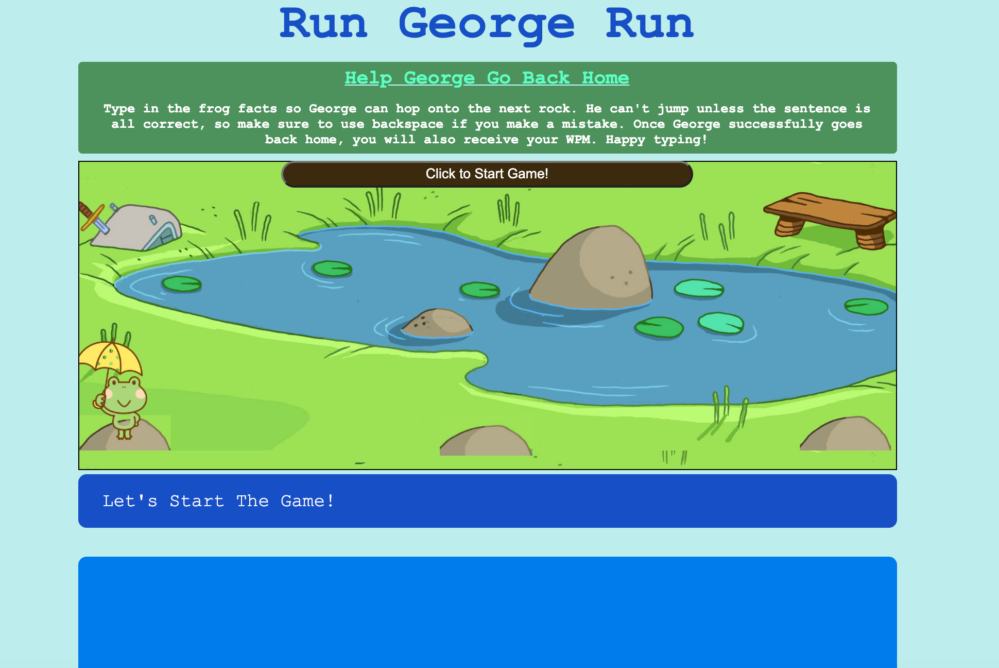 Run George Run
Help George Go Back Home
Type in the frog facts so George can hop onto the next rock. He can't jump unless the sentence is
all correct, so make sure to use backspace if you make a mistake. Once George successfully goes
back home, you will also receive your WPM. Happy typing!
Click to Start Game!
Let's Start The Game!